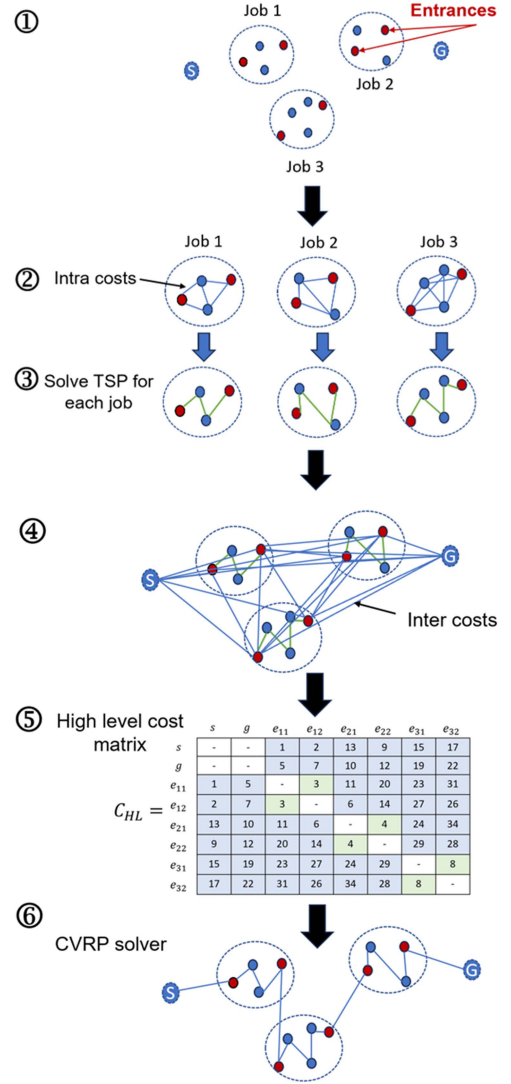 ① Job 1 Entrances
S G
Job 2
Job 3
Job 1 Job 2 Job 3
② Intra costs
③ Solve TSP for
each job
④
S G
Inter costs
⑤ High level cost
matrix
s g e11 e12 e21 e22 e31 e32
s - - 1 2 13 9 15 17
g - - 5 7 10 12 19 22
e11 1 5 - 3 11 20 23 31
C_HL = e12 2 7 3 - 6 14 27 26
e21 13 10 11 6 - 4 24 34
e22 9 12 20 14 4 - 29 28
e31 15 19 23 27 24 29 - 8
e32 17 22 31 26 34 28 8 -
⑥
CVRP solver
S G